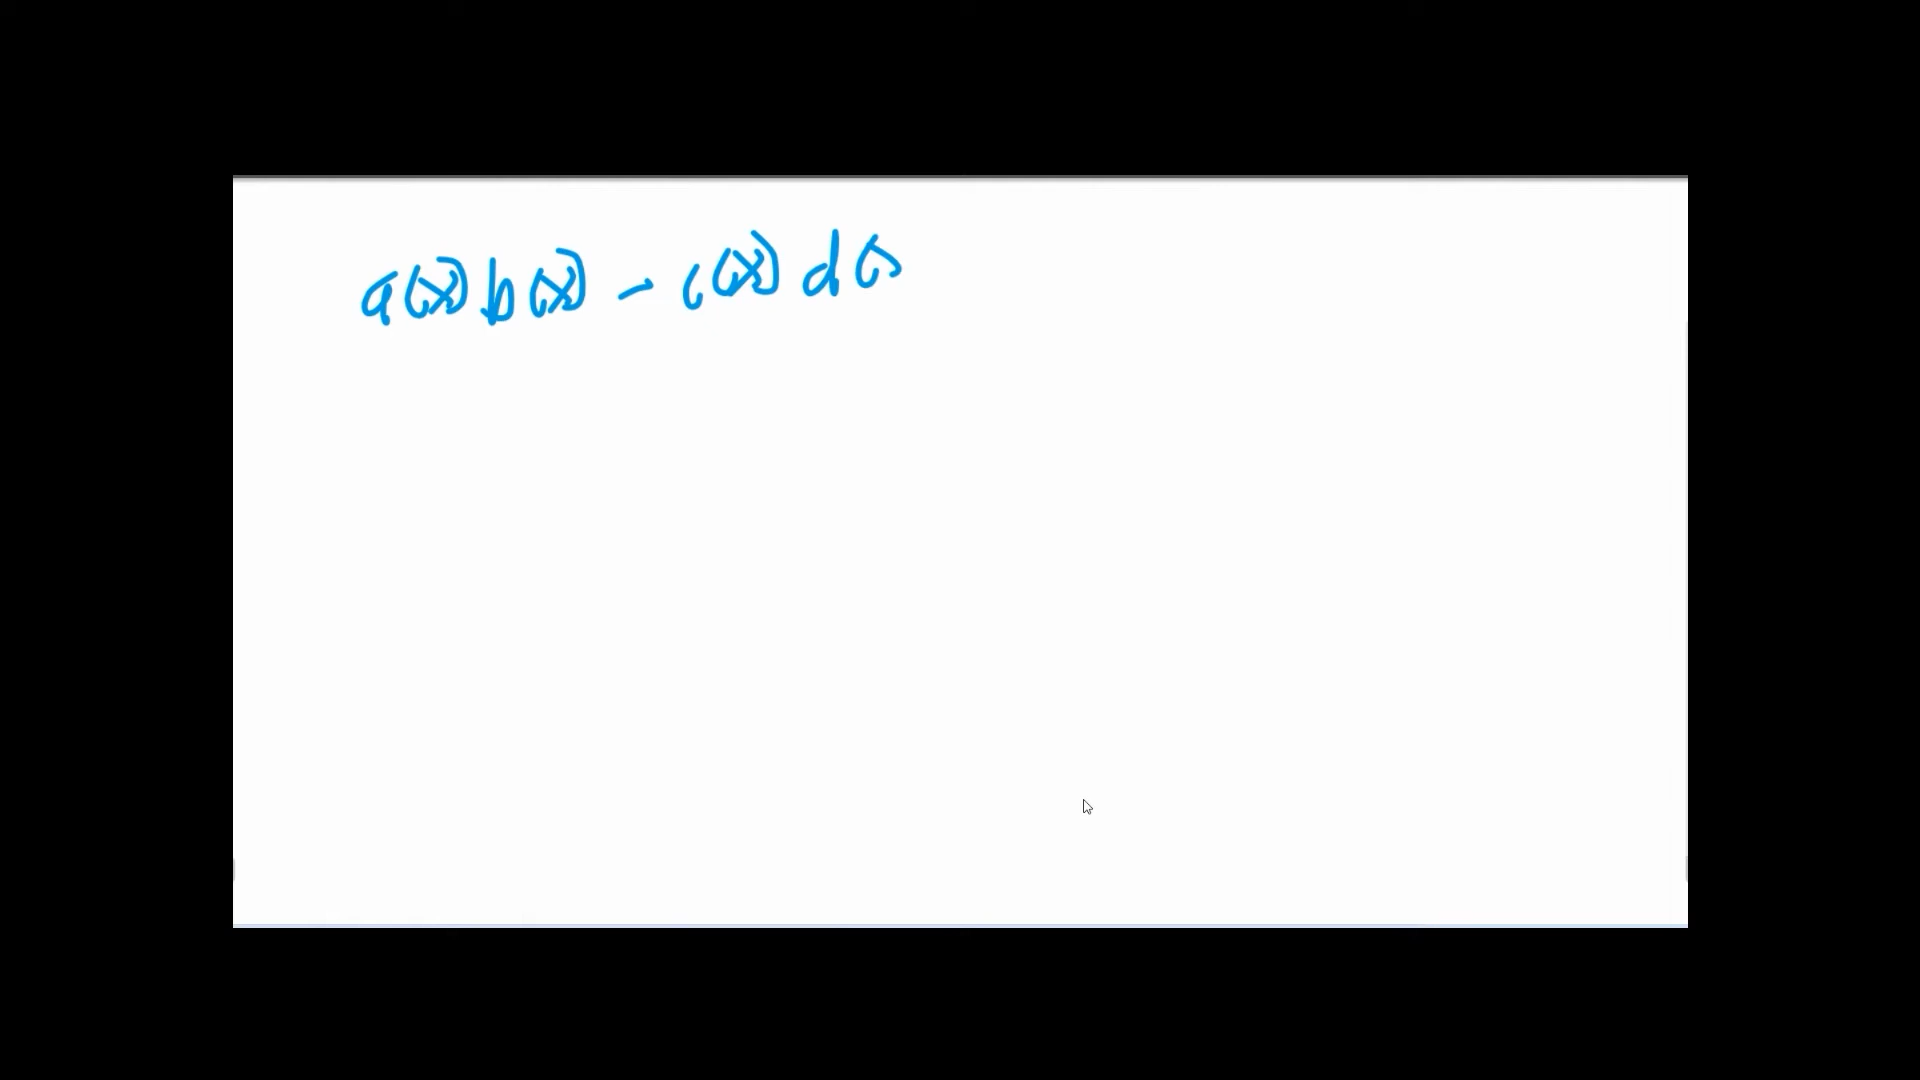 a(x) b(x) - c(x) d(